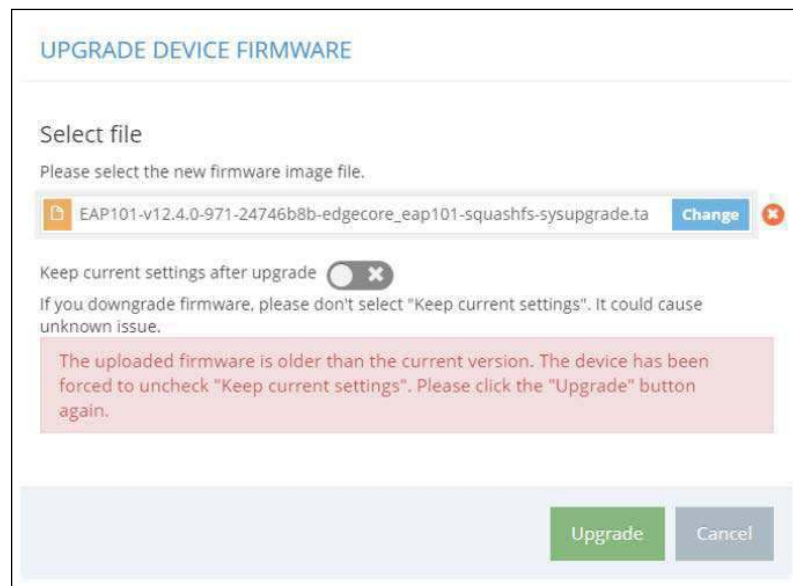 UPGRADE DEVICE FIRMWARE
Select file
Please select the new firmware image file.
EAP101-v12.4.0-971-24746b8b-edgecore_eap101-squashfs-sysupgrade.ta
Change
Keep current settings after upgrade
If you downgrade firmware, please don't select "Keep current settings". It could cause
unknown issue.
The uploaded firmware is older than the current version. The device has been
forced to uncheck "Keep current settings". Please click the "Upgrade" button
again.
Upgrade
Cancel